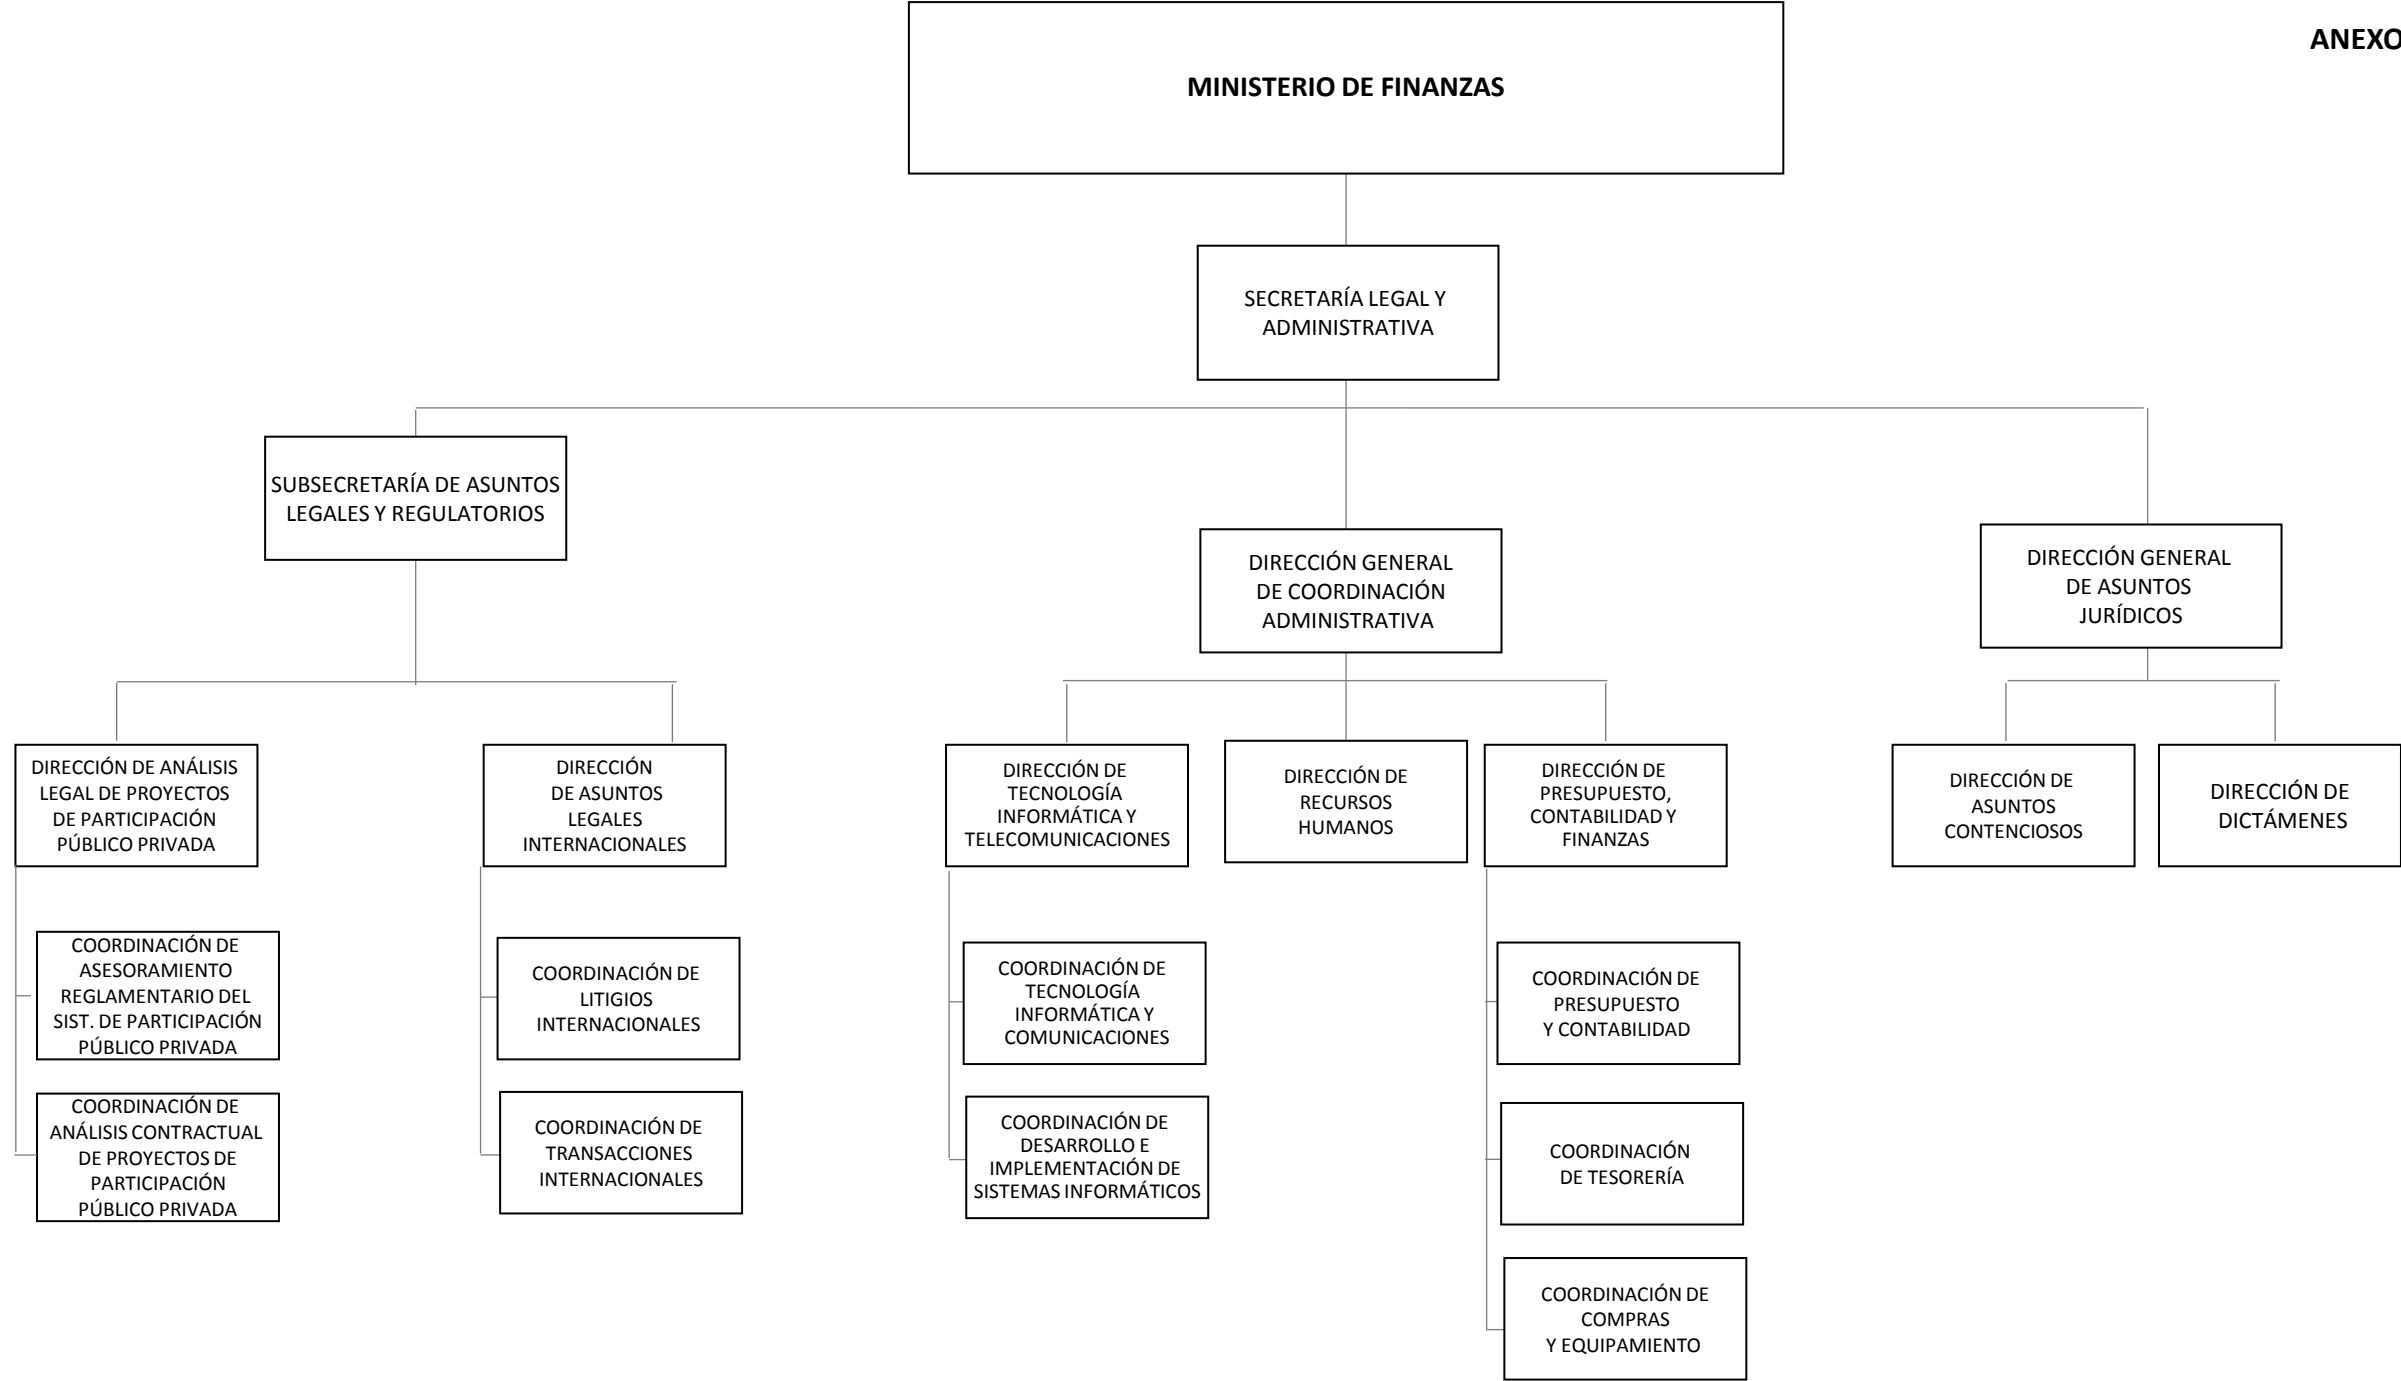 ANEXO
MINISTERIO DE FINANZAS
SECRETARÍA LEGAL Y
ADMINISTRATIVA
SUBSECRETARÍA DE ASUNTOS
LEGALES Y REGULATORIOS
DIRECCIÓN GENERAL
DE COORDINACIÓN
ADMINISTRATIVA
DIRECCIÓN GENERAL
DE ASUNTOS
JURÍDICOS
DIRECCIÓN DE ANÁLISIS
LEGAL DE PROYECTOS
DE PARTICIPACIÓN
PÚBLICO PRIVADA
DIRECCIÓN
DE ASUNTOS
LEGALES
INTERNACIONALES
DIRECCIÓN DE
TECNOLOGÍA
INFORMÁTICA Y
TELECOMUNICACIONES
DIRECCIÓN DE
RECURSOS
HUMANOS
DIRECCIÓN DE
PRESUPUESTO,
CONTABILIDAD Y
FINANZAS
DIRECCIÓN DE
ASUNTOS
CONTENCIOSOS
DIRECCIÓN DE
DICTÁMENES
COORDINACIÓN DE
ASESORAMIENTO
REGLAMENTARIO DEL
SIST. DE PARTICIPACIÓN
PÚBLICO PRIVADA
COORDINACIÓN DE
LITIGIOS
INTERNACIONALES
COORDINACIÓN DE
TECNOLOGÍA
INFORMÁTICA Y
COMUNICACIONES
COORDINACIÓN DE
PRESUPUESTO
Y CONTABILIDAD
COORDINACIÓN DE
ANÁLISIS CONTRACTUAL
DE PROYECTOS DE
PARTICIPACIÓN
PÚBLICO PRIVADA
COORDINACIÓN DE
TRANSACCIONES
INTERNACIONALES
COORDINACIÓN DE
DESARROLLO E
IMPLEMENTACIÓN DE
SISTEMAS INFORMÁTICOS
COORDINACIÓN
DE TESORERÍA
COORDINACIÓN DE
COMPRAS
Y EQUIPAMIENTO